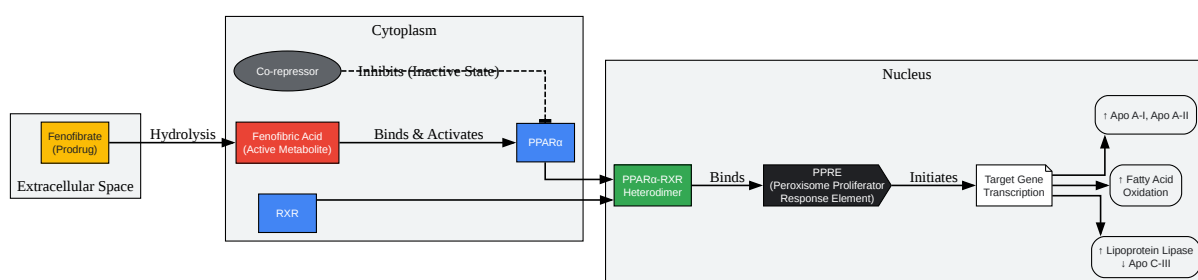 Cytoplasm
Co-repressor
Inhibits (Inactive State)
Nucleus
↑ Apo A-I, Apo A-II
Fenofibrate
(Prodrug)
Hydrolysis
Fenofibric Acid
(Active Metabolite)
Binds & Activates
PPARα
Extracellular Space
RXR
PPARα-RXR
Heterodimer
Binds
PPRE
(Peroxisome Proliferator
Response Element)
Initiates
Target Gene
Transcription
↑ Fatty Acid
Oxidation
↑ Lipoprotein Lipase
↓ Apo C-III